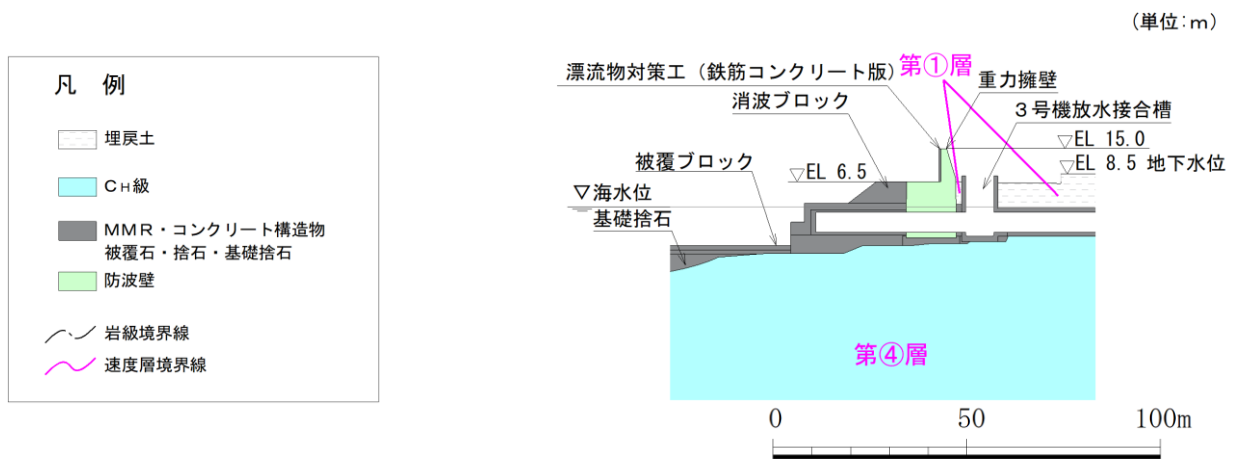 (単位:m)
凡 例
埋戻土
CH級
MMR・コンクリート構造物
被覆石・捨石・基礎捨石
防波壁
岩級境界線
速度層境界線
漂流物対策工(鉄筋コンクリート版)
第①層
重力擁壁
消波ブロック
3号機放水接合槽
▽EL 15.0
被覆ブロック
▽EL 6.5
▽EL 8.5 地下水位
▽海水位
基礎捨石
第④層
0 50 100m